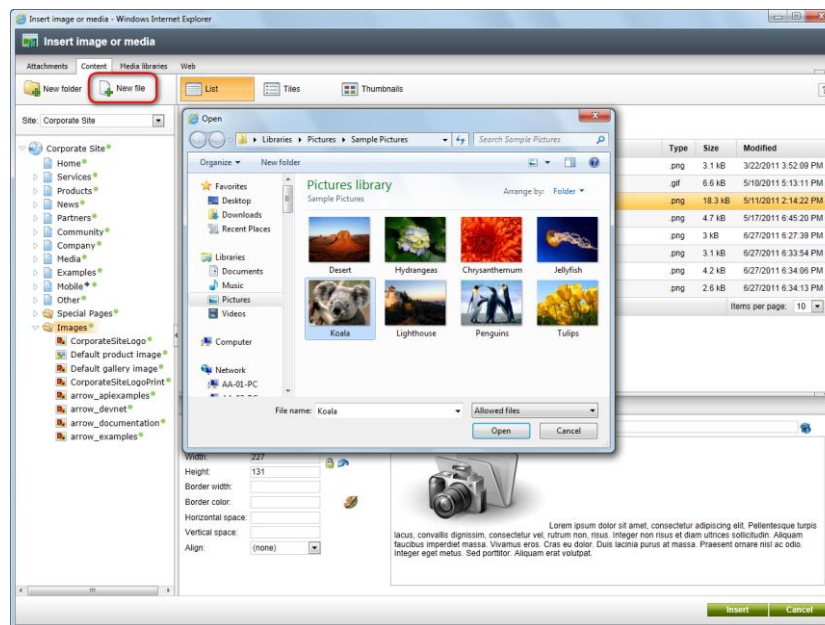 Insert image or media - Windows Internet Explorer
Insert image or media
Attachments Content Media libraries Web
New folder New file List Tiles Thumbnails
Site: Corporate Site
Corporate Site
Home
Services
Products
News
Partners
Community
Company
Media
Examples
Mobile
Other
Special Pages
Images
CorporateSiteLogo
Default product image
Default gallery image
CorporateSiteLogoPrint
arrow_apiexamples
arrow_devnet
arrow_documentation
arrow_examples
Open
Libraries Pictures Sample Pictures Search Sample Pictures
Organize New folder
Favorites
Desktop
Downloads
Recent Places
Libraries
Documents
Music
Pictures
Videos
Computer
Network
AA-01-PC
Pictures library
Sample Pictures
Arrange by: Folder
Desert Hydrangeas Chrysanthemum Jellyfish
Koala Lighthouse Penguins Tulips
File name: Koala Allowed files
Open Cancel
Type Size Modified
.png 3.1 kB 3/22/2011 3:52:09 PM
.gif 6.6 kB 5/10/2011 5:13:11 PM
.png 18.3 kB 5/11/2011 2:14:22 PM
.png 4.7 kB 5/17/2011 6:45:20 PM
.png 3 kB 6/27/2011 6:27:39 PM
.png 3.1 kB 6/27/2011 6:33:54 PM
.png 4.2 kB 6/27/2011 6:34:06 PM
.png 2.6 kB 6/27/2011 6:34:13 PM
Items per page: 10
Width: 227
Height: 131
Border width:
Border color:
Horizontal space:
Vertical space:
Align: (none)
Lorem ipsum dolor sit amet, consectetur adipiscing elit. Pellentesque turpis
lacus, convallis dignissim, consectetur vel, rutrum non, risus. Integer non risus et diam ultrices sollicitudin. Aliquam
faucibus imperdiet massa. Vivamus eros. Cras eu dolor. Duis lacinia purus at massa. Praesent ornare nisl ac odio.
Integer eget metus. Sed porttitor. Aliquam erat volutpat.
Insert Cancel